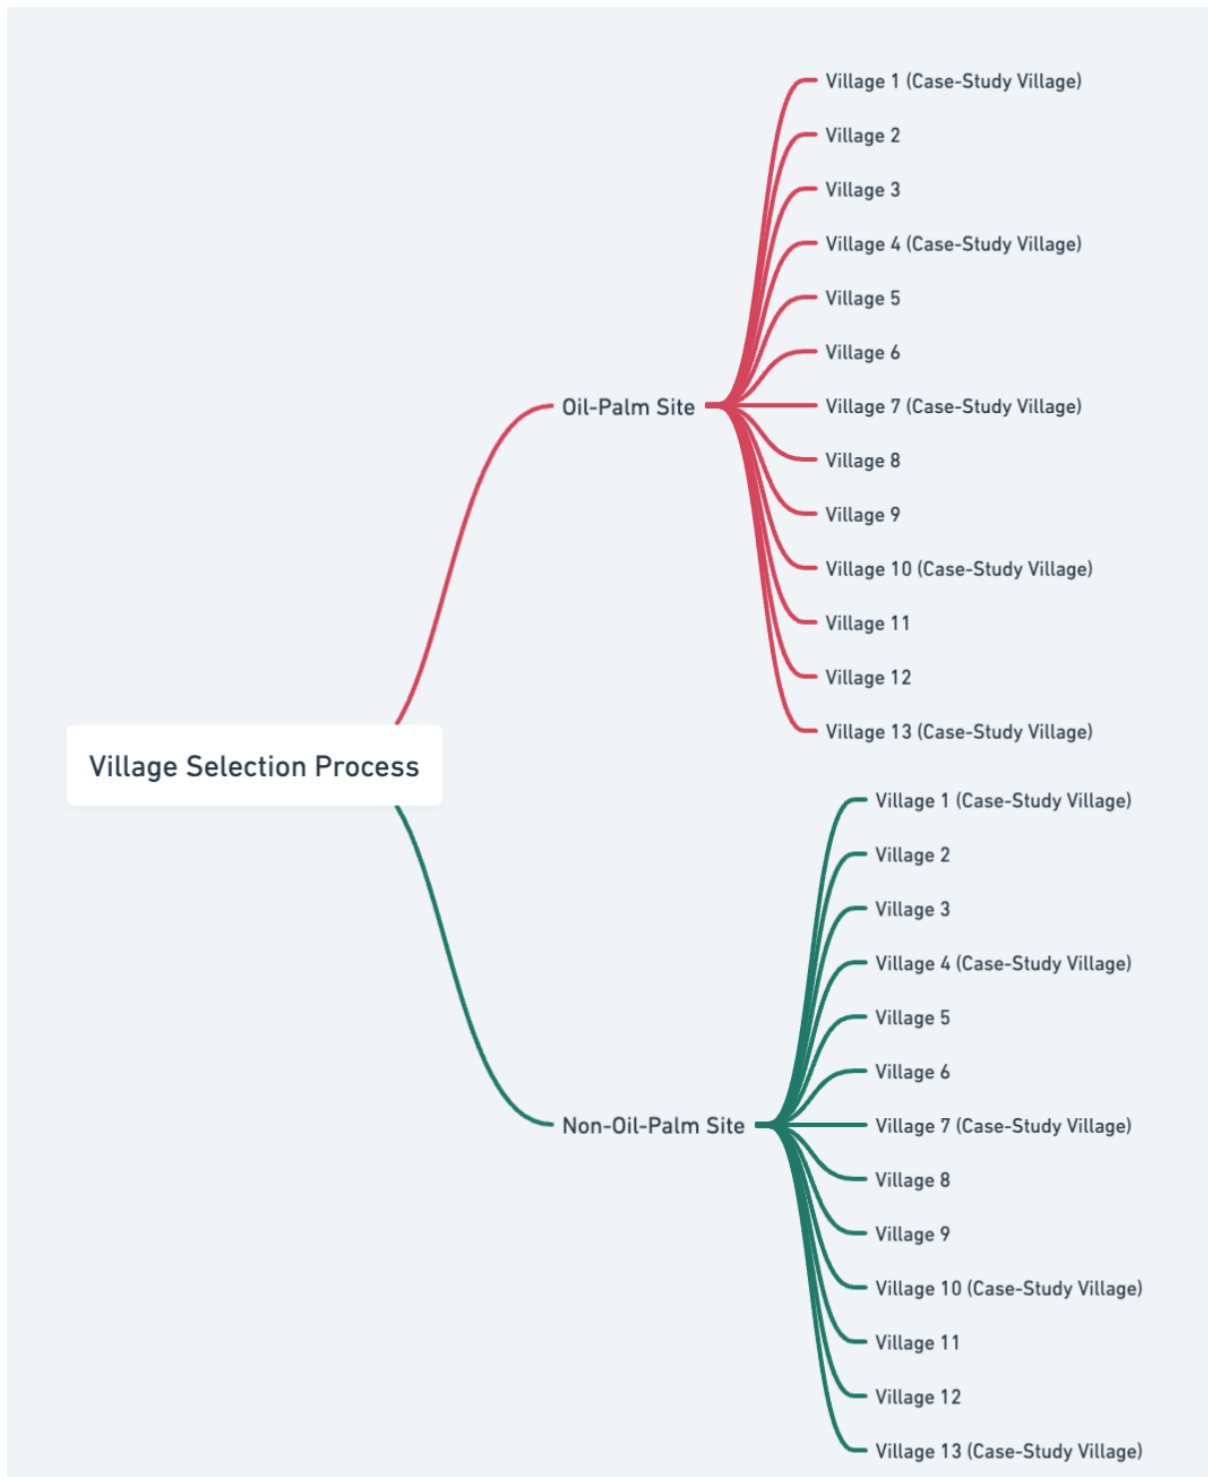 Village Selection Process
Oil-Palm Site
Village 1 (Case-Study Village)
Village 2
Village 3
Village 4 (Case-Study Village)
Village 5
Village 6
Village 7 (Case-Study Village)
Village 8
Village 9
Village 10 (Case-Study Village)
Village 11
Village 12
Village 13 (Case-Study Village)
Non-Oil-Palm Site
Village 1 (Case-Study Village)
Village 2
Village 3
Village 4 (Case-Study Village)
Village 5
Village 6
Village 7 (Case-Study Village)
Village 8
Village 9
Village 10 (Case-Study Village)
Village 11
Village 12
Village 13 (Case-Study Village)